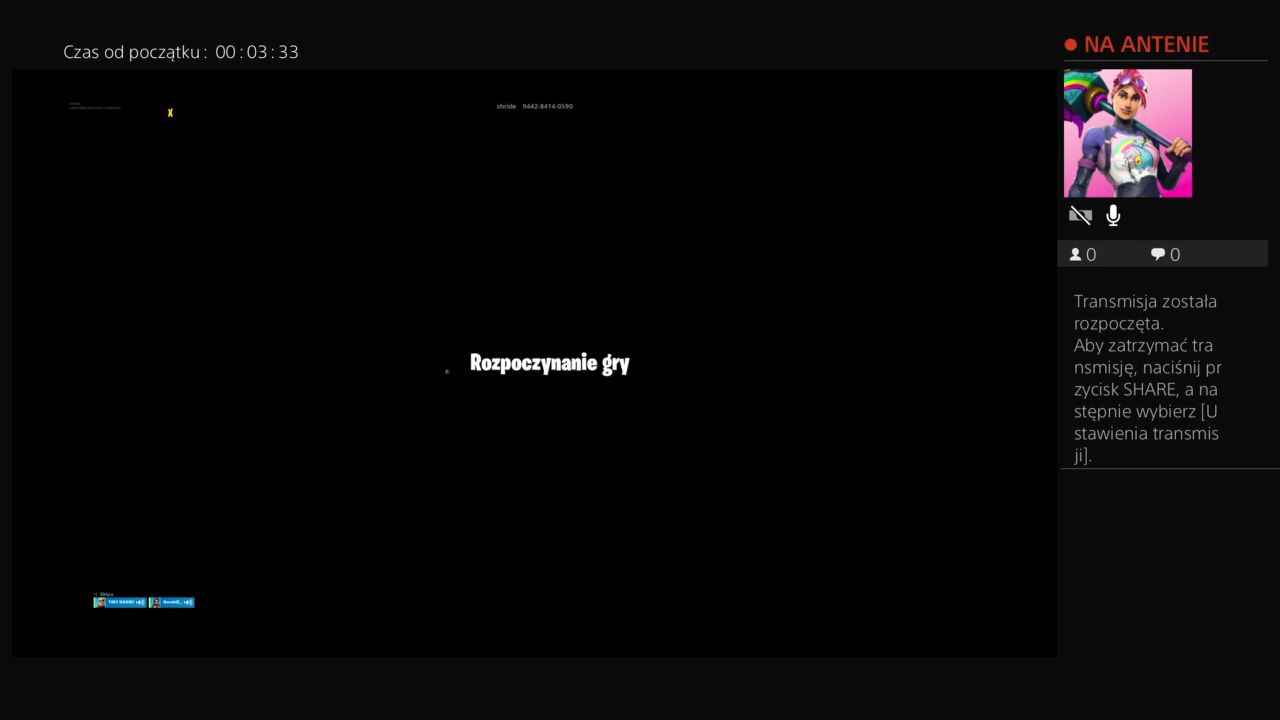 Czas od początku : 00 : 03 : 33
NA ANTENIE
shride 9442-8414-0590
X
0 0
Transmisja została
rozpoczęta.
Aby zatrzymać tra
nsmisję, naciśnij pr
zycisk SHARE, a na
stępnie wybierz [U
stawienia transmis
ji].
Rozpoczynanie gry